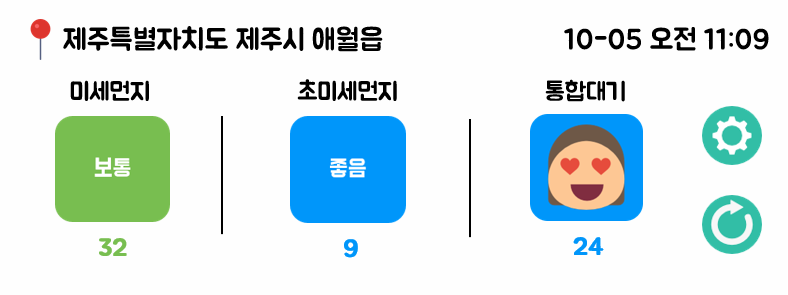 제주특별자치도 제주시 애월읍
10-05 오전 11:09
미세먼지
초미세먼지
통합대기
보통
좋음
32
9
24